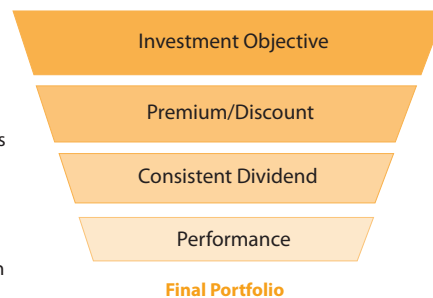 Investment Objective
Premium/Discount
s
Consistent Dividend
Performance
n
Final Portfolio